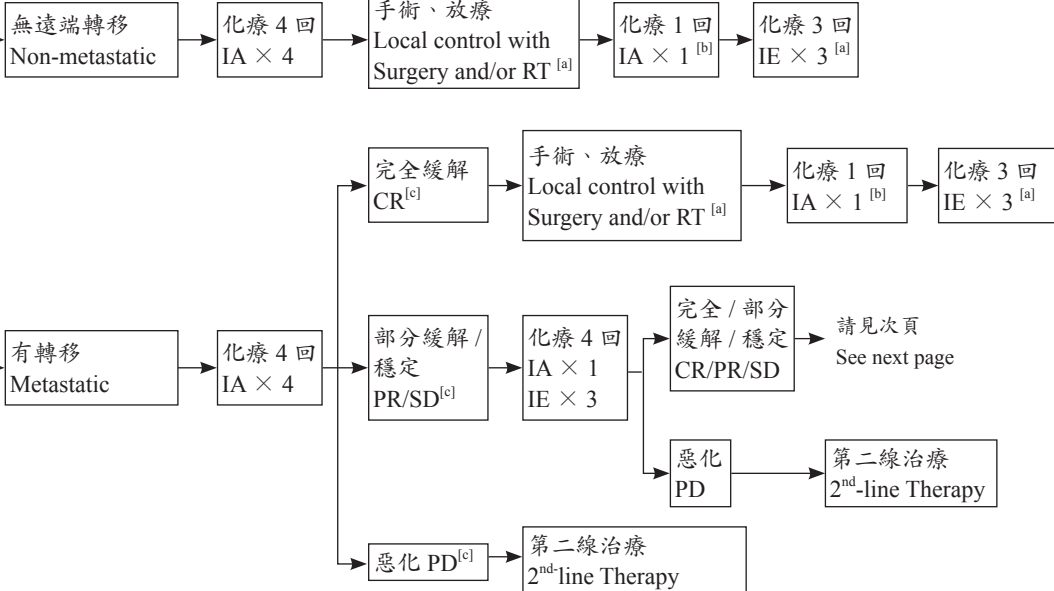 無遠端轉移
Non-metastatic
化療 4 回
IA × 4
手術、放療
Local control with
Surgery and/or RT [a]
化療 1 回
IA × 1 [b]
化療 3 回
IE × 3 [a]
有轉移
Metastatic
化療 4 回
IA × 4
完全緩解
CR[c]
手術、放療
Local control with
Surgery and/or RT [a]
化療 1 回
IA × 1 [b]
化療 3 回
IE × 3 [a]
部分緩解 /
穩定
PR/SD[c]
化療 4 回
IA × 1
IE × 3
完全 / 部分
緩解 / 穩定
CR/PR/SD
請見次頁
See next page
惡化
PD
第二線治療
2nd-line Therapy
惡化 PD[c]
第二線治療
2nd-line Therapy